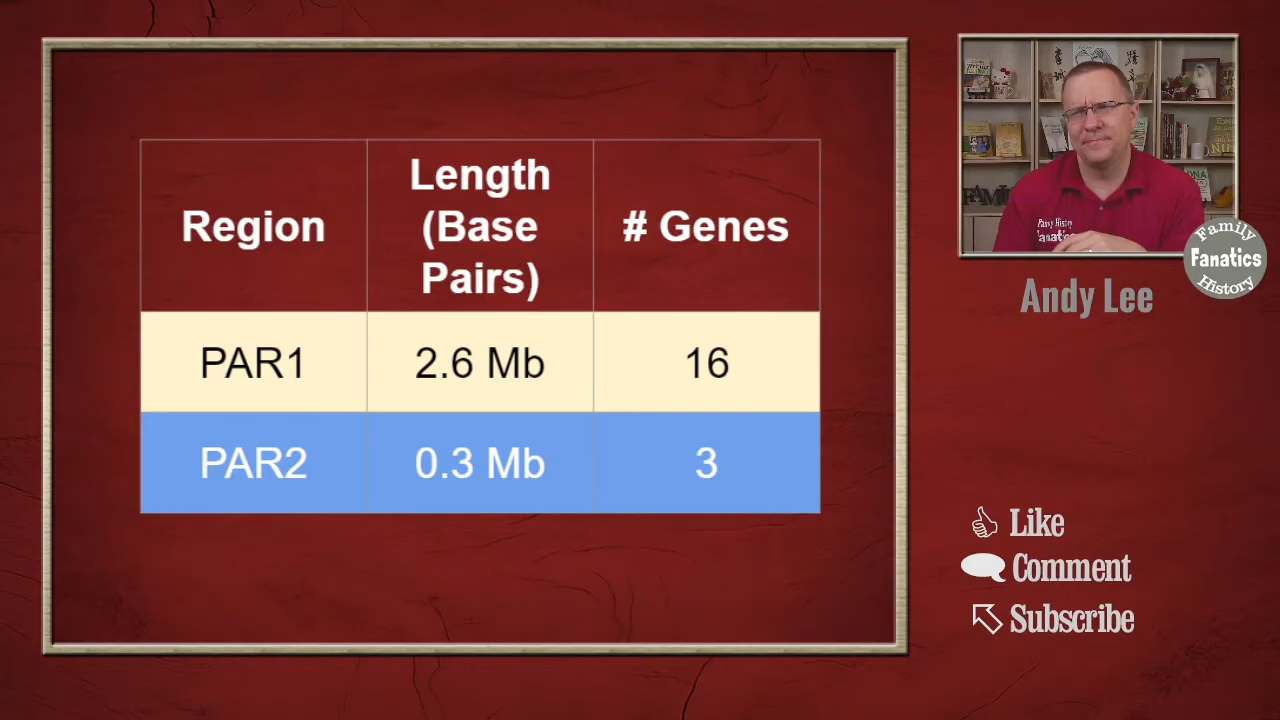 Region
Length
(Base
Pairs)
# Genes
PAR1
2.6 Mb
16
PAR2
0.3 Mb
3
Family
Fanatics
History
Andy Lee
Like
Comment
Subscribe